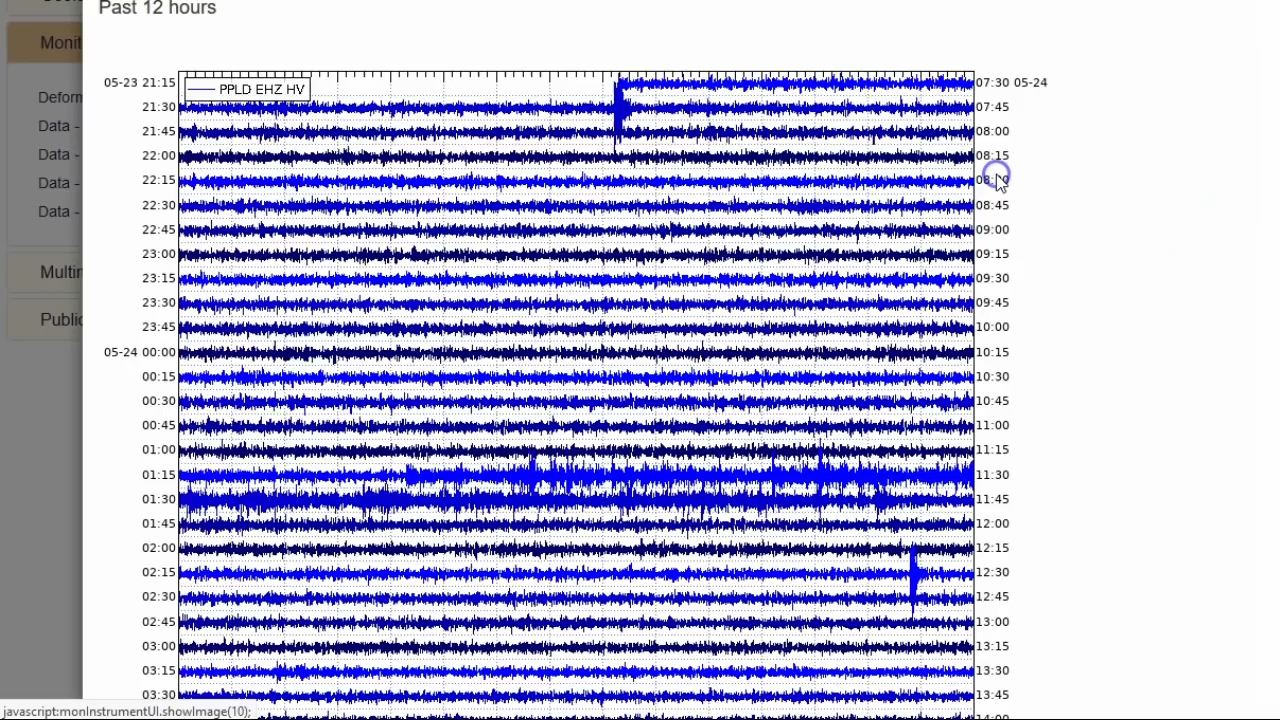 Past 12 hours
Monit
Deform
Data -
Data -
Data -
Data -
Multim
Public
PPLD EHZ HV
05-23 21:15 07:30 05-24
21:30 07:45
21:45 08:00
22:00 08:15
22:15
22:30 08:45
22:45 09:00
23:00 09:15
23:15 09:30
23:30 09:45
23:45 10:00
05-24 00:00 10:15
00:15 10:30
00:30 10:45
00:45 11:00
01:00 11:15
01:15 11:30
01:30 11:45
01:45 12:00
02:00 12:15
02:15 12:30
02:30 12:45
02:45 13:00
03:00 13:15
03:15 13:30
03:30 13:45
javascript:monInstrumentUI.showImage(10);